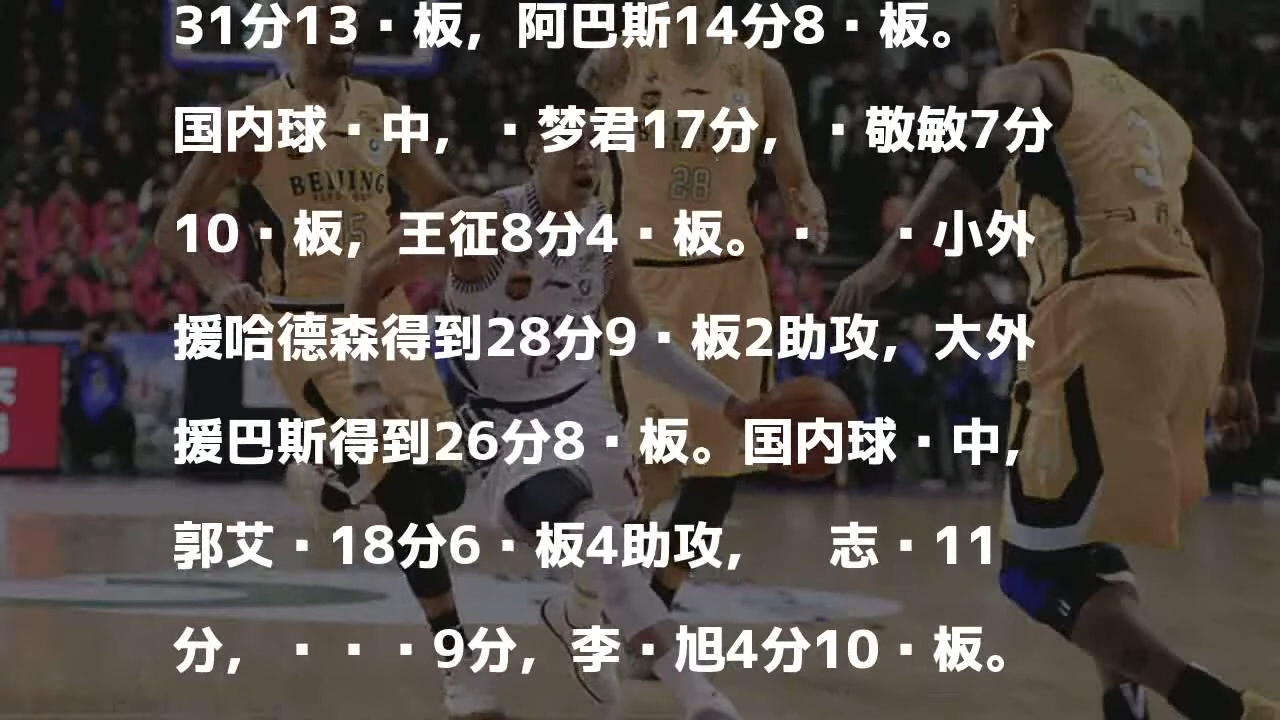 31分13·板，阿巴斯14分8·板。
国内球·中，·梦君17分，·敬敏7分
10·板，王征8分4·板。· ·小外
援哈德森得到28分9·板2助攻，大外
援巴斯得到26分8·板。国内球·中，
郭艾·18分6·板4助攻， 志·11
分，···9分，李·旭4分10·板。
BEIJING
28
3
13